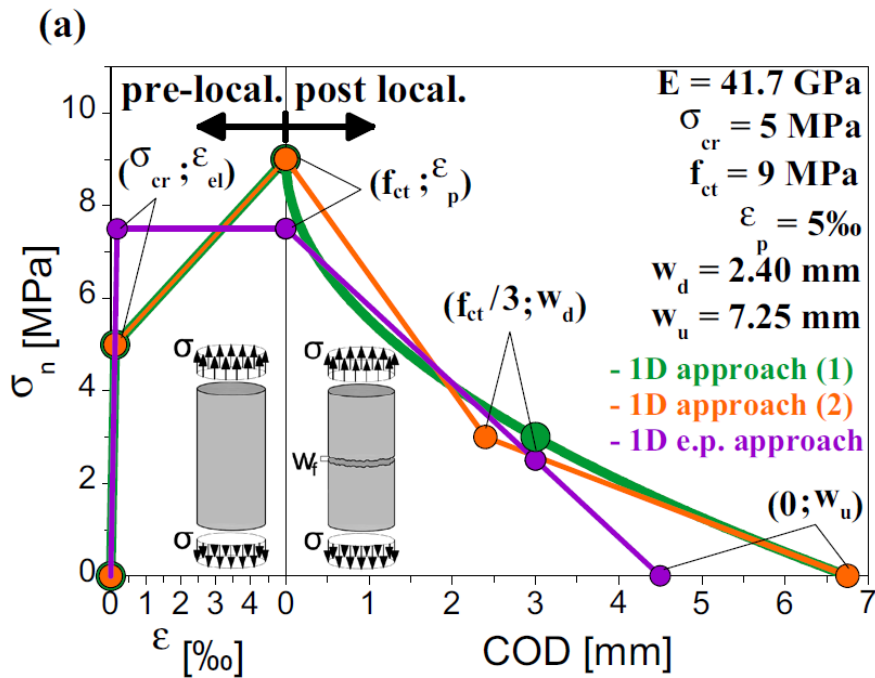 (a)
pre-local. post local.
E = 41.7 GPa
σcr = 5 MPa
fct = 9 MPa
εp = 5‰
wd = 2.40 mm
wu = 7.25 mm
- 1D approach (1)
- 1D approach (2)
- 1D e.p. approach
(σcr;εel)
(fct;εp)
(fct/3;wd)
(0;wu)
σn [MPa]
10
8
6
4
2
0
σ σ
wf
σ σ
0 1 2 3 4 0 1 2 3 4 5 6 7
ε [‰] COD [mm]